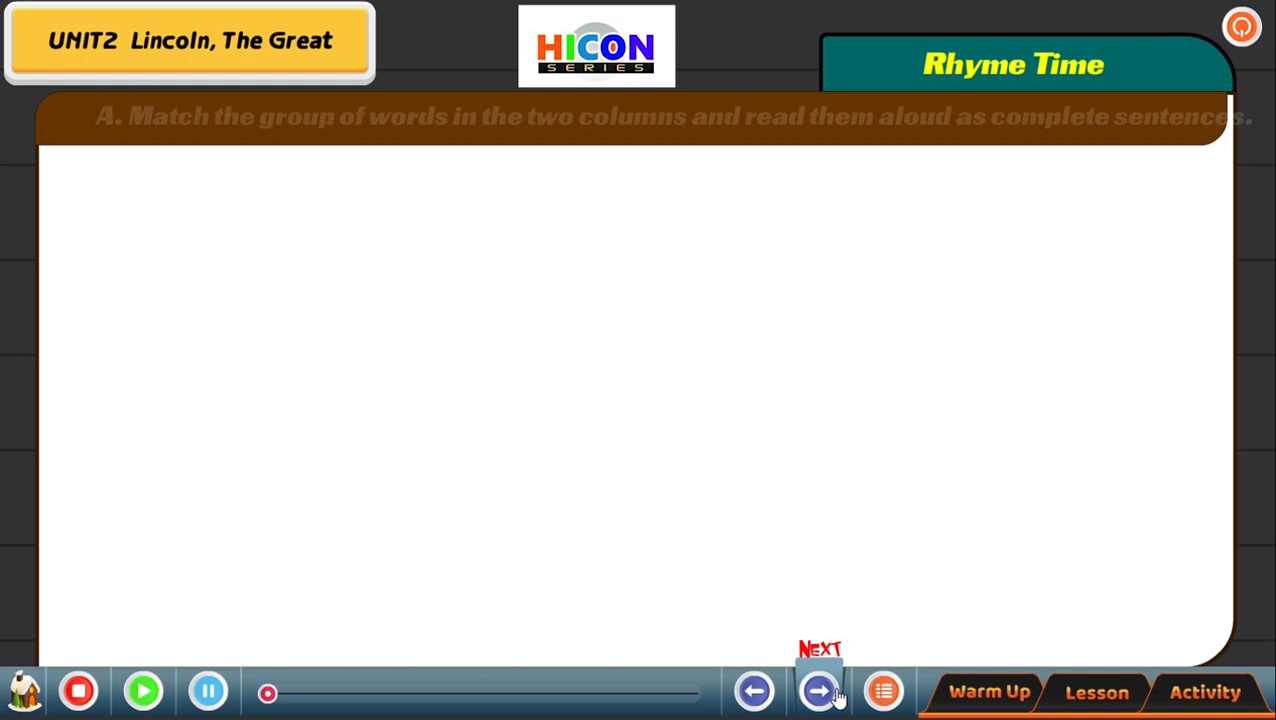 UNIT2 Lincoln, The Great
HICON
SERIES
Rhyme Time
A. Match the group of words in the two columns and read them aloud as complete sentences.
NEXT
Warm Up
Lesson
Activity